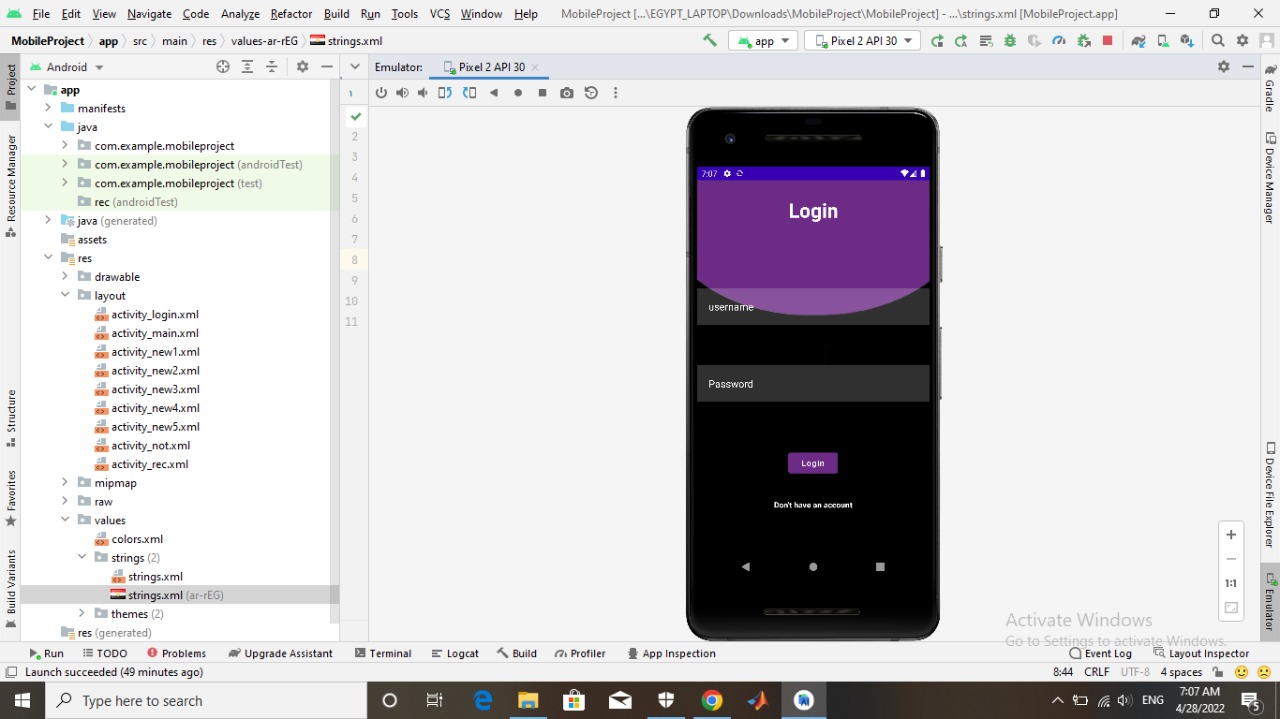 File Edit View Navigate Code Analyze Refactor Build Run Tools VCS Window Help MobileProject [...\EGYPT_LAPTOP\Downloads\MobileProject\MobileProject] - ...\strings.xml [MobileProject.app]
MobileProject app src main res values-ar-rEG strings.xml app Pixel 2 API 30
Android
Emulator: Pixel 2 API 30
Project
Resource Manager
Structure
Favorites
Build Variants
app
manifests
java
com.example.mobileproject
com.example.mobileproject (androidTest)
com.example.mobileproject (test)
rec (androidTest)
java (generated)
assets
res
drawable
layout
activity_login.xml
activity_main.xml
activity_new1.xml
activity_new2.xml
activity_new3.xml
activity_new4.xml
activity_new5.xml
activity_not.xml
activity_rec.xml
mipmap
raw
values
colors.xml
strings (2)
strings.xml
strings.xml (ar-rEG)
themes (2)
res (generated)
1
2
3
4
5
6
7
8
9
10
11
7:07
Login
username
Password
Login
Don't have an account
1:1
Gradle
Device Manager
Device File Explorer
Emulator
Activate Windows
Go to Settings to activate Windows.
Run TODO Problems Upgrade Assistant Terminal Logcat Build Profiler App Inspection Event Log Layout Inspector
Launch succeeded (49 minutes ago) 8:44 CRLF UTF-8 4 spaces
Type here to search ENG 7:07 AM
4/28/2022 5